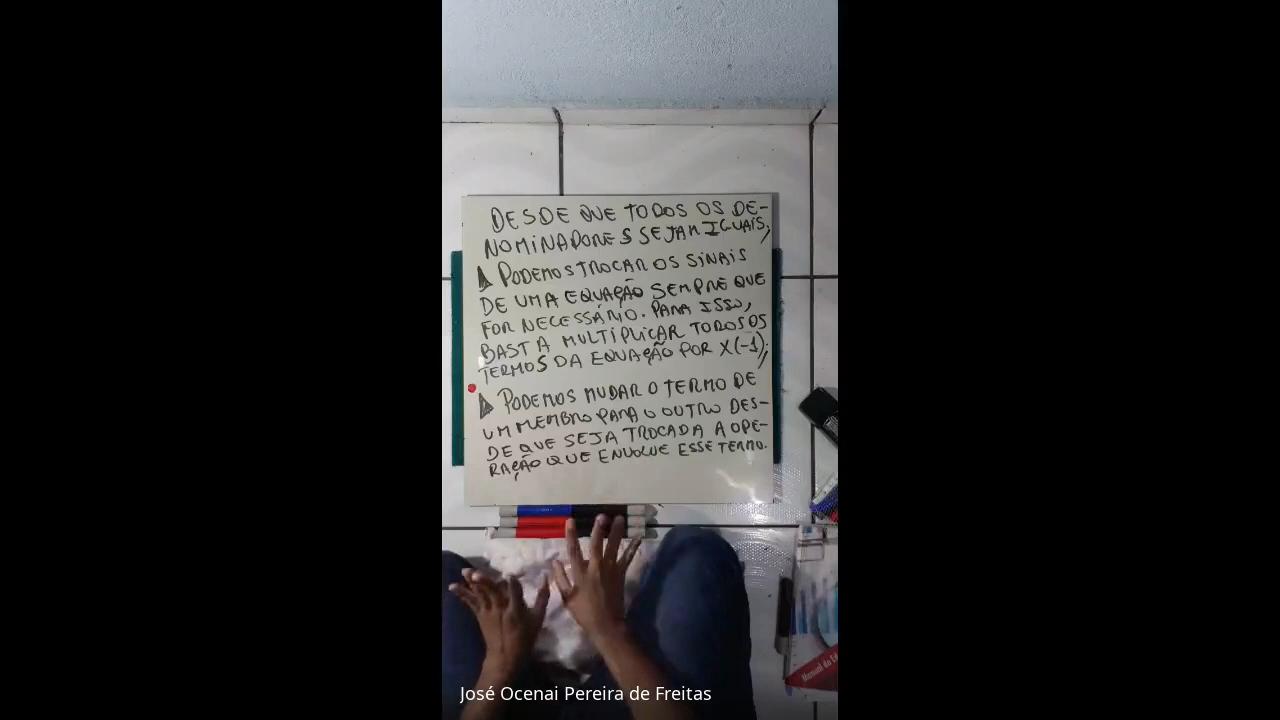 DESDE QUE TODOS OS DE-
NOMINADORES SEJAM IGUAIS;
PODEMOS TROCAR OS SINAIS
DE UMA EQUAÇÃO SEMPRE QUE
FOR NECESSÁRIO. PARA ISSO,
BASTA MULTIPLICAR TODOS OS
TERMOS DA EQUAÇÃO POR X(-1);
PODEMOS MUDAR O TERMO DE
UM MEMBRO PARA O OUTRO DES-
DE QUE SEJA TROCADA A OPE-
RAÇÃO QUE ENVOLVE ESSE TERMO.
Manual do
José Ocenai Pereira de Freitas